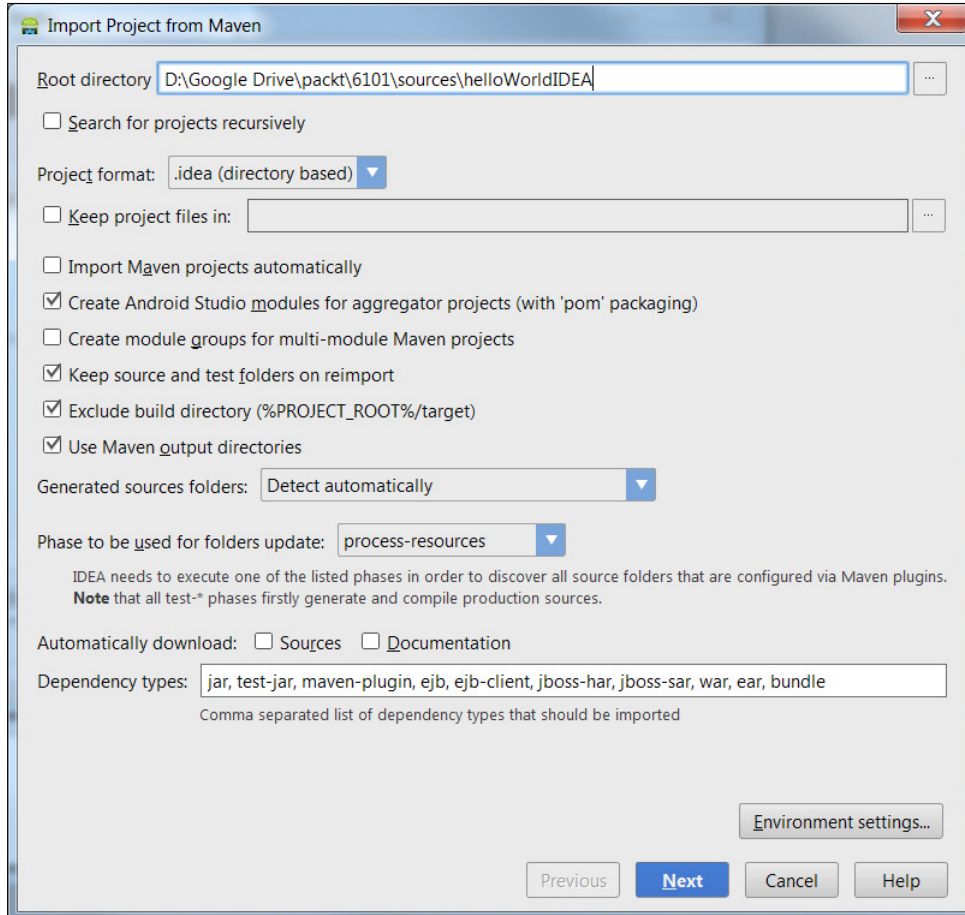 Import Project from Maven
Root directory D:\Google Drive\packt\6101\sources\helloWorldIDEA ...
Search for projects recursively
Project format: .idea (directory based)
Keep project files in: ...
Import Maven projects automatically
Create Android Studio modules for aggregator projects (with 'pom' packaging)
Create module groups for multi-module Maven projects
Keep source and test folders on reimport
Exclude build directory (%PROJECT_ROOT%/target)
Use Maven output directories
Generated sources folders: Detect automatically
Phase to be used for folders update: process-resources
IDEA needs to execute one of the listed phases in order to discover all source folders that are configured via Maven plugins.
Note that all test-* phases firstly generate and compile production sources.
Automatically download: Sources Documentation
Dependency types: jar, test-jar, maven-plugin, ejb, ejb-client, jboss-har, jboss-sar, war, ear, bundle
Comma separated list of dependency types that should be imported
Environment settings...
Previous Next Cancel Help